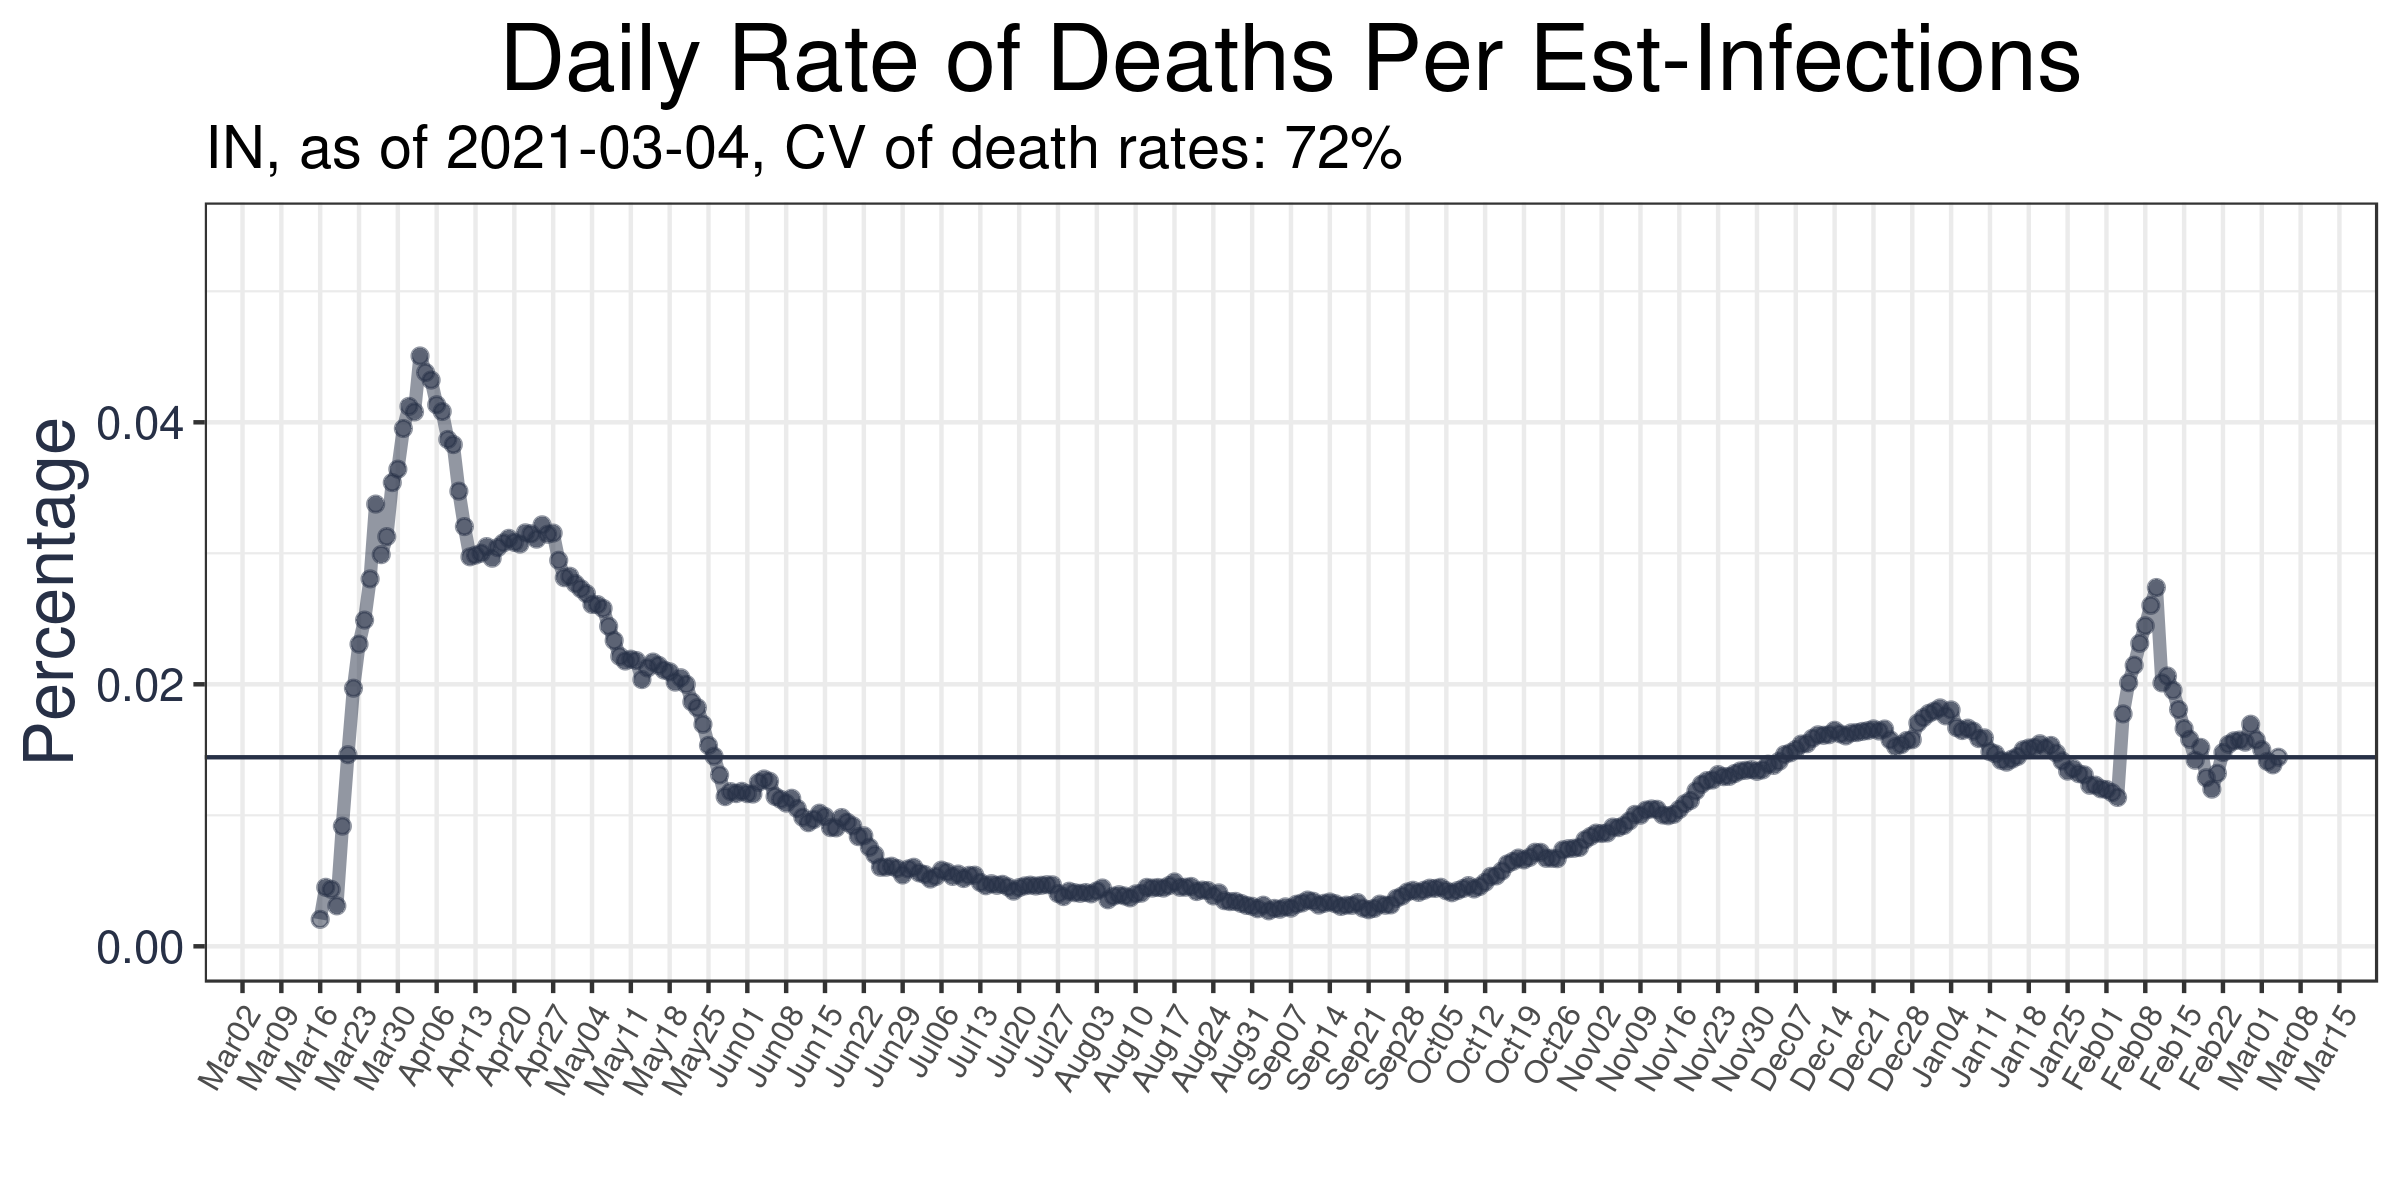 Daily Rate of Deaths Per Est-Infections
IN, as of 2021-03-04, CV of death rates: 72%
Percentage
0.04
0.02
0.00
Mar02
Mar09
Mar16
Mar23
Mar30
Apr06
Apr13
Apr20
Apr27
May04
May11
May18
May25
Jun01
Jun08
Jun15
Jun22
Jun29
Jul06
Jul13
Jul20
Jul27
Aug03
Aug10
Aug17
Aug24
Aug31
Sep07
Sep14
Sep21
Sep28
Oct05
Oct12
Oct19
Oct26
Nov02
Nov09
Nov16
Nov23
Nov30
Dec07
Dec14
Dec21
Dec28
Jan04
Jan11
Jan18
Jan25
Feb01
Feb08
Feb15
Feb22
Mar01
Mar08
Mar15